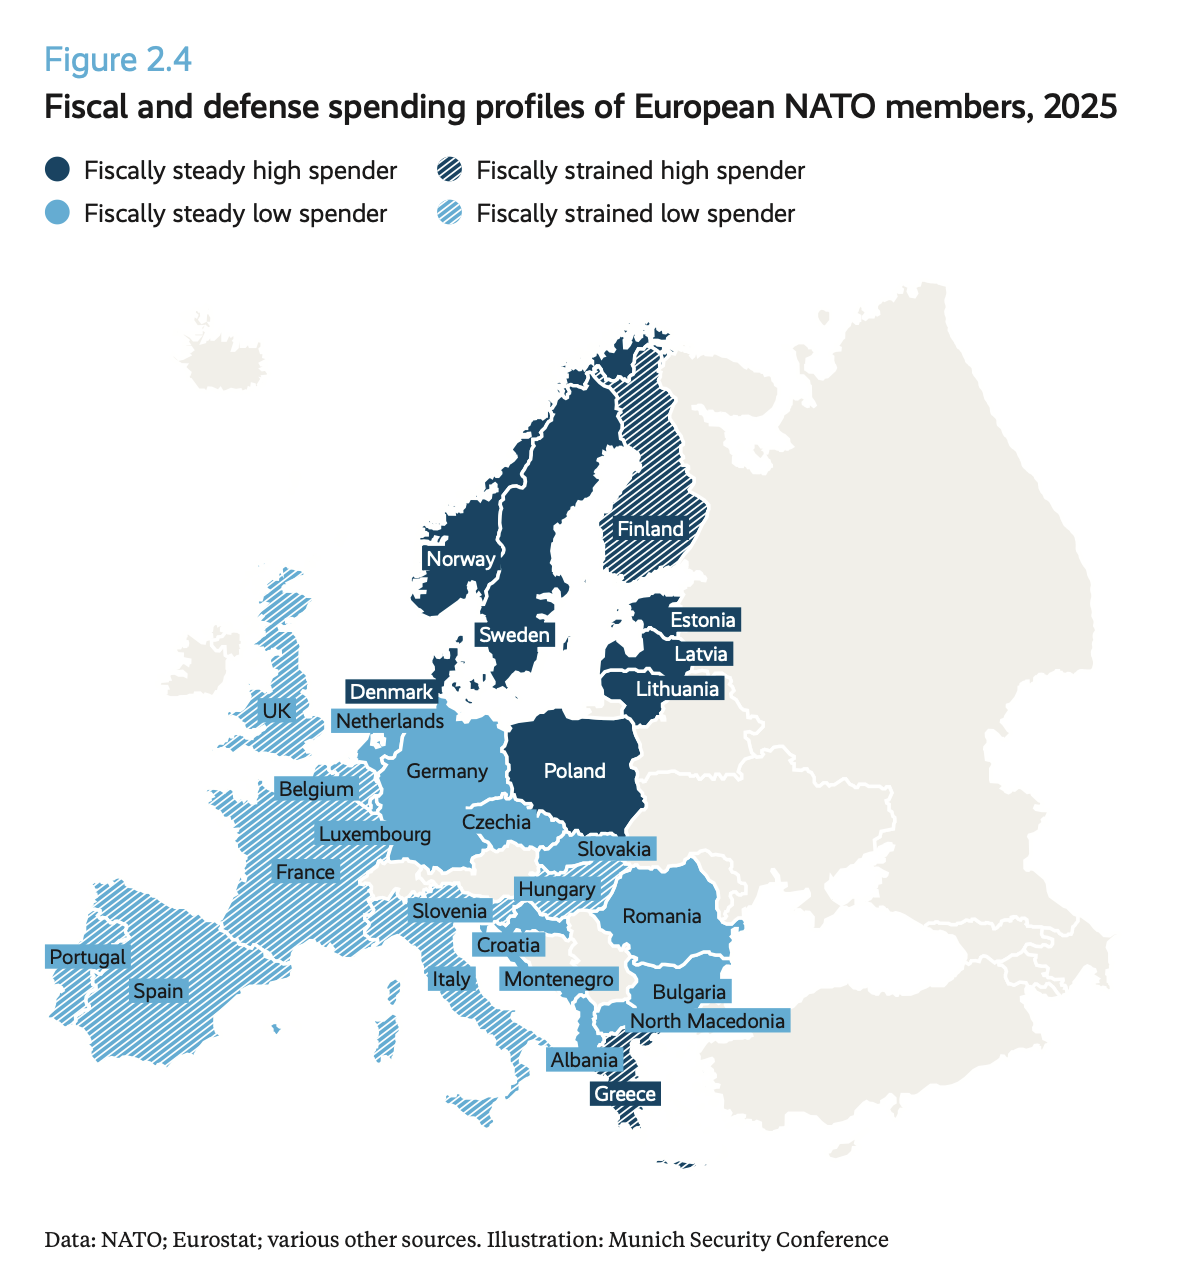 Figure 2.4
Fiscal and defense spending profiles of European NATO members, 2025
Fiscally steady high spender
Fiscally strained high spender
Fiscally steady low spender
Fiscally strained low spender
Finland
Norway
Estonia
Sweden
Latvia
Lithuania
Denmark
UK
Netherlands
Germany
Poland
Belgium
Czechia
Luxembourg
Slovakia
France
Hungary
Slovenia
Romania
Croatia
Portugal
Italy
Montenegro
Spain
Bulgaria
North Macedonia
Albania
Greece
Data: NATO; Eurostat; various other sources. Illustration: Munich Security Conference